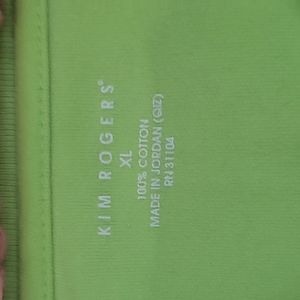 KIM ROGERS®
XL
100% COTTON
MADE IN JORDAN (QIZ)
RN 31104